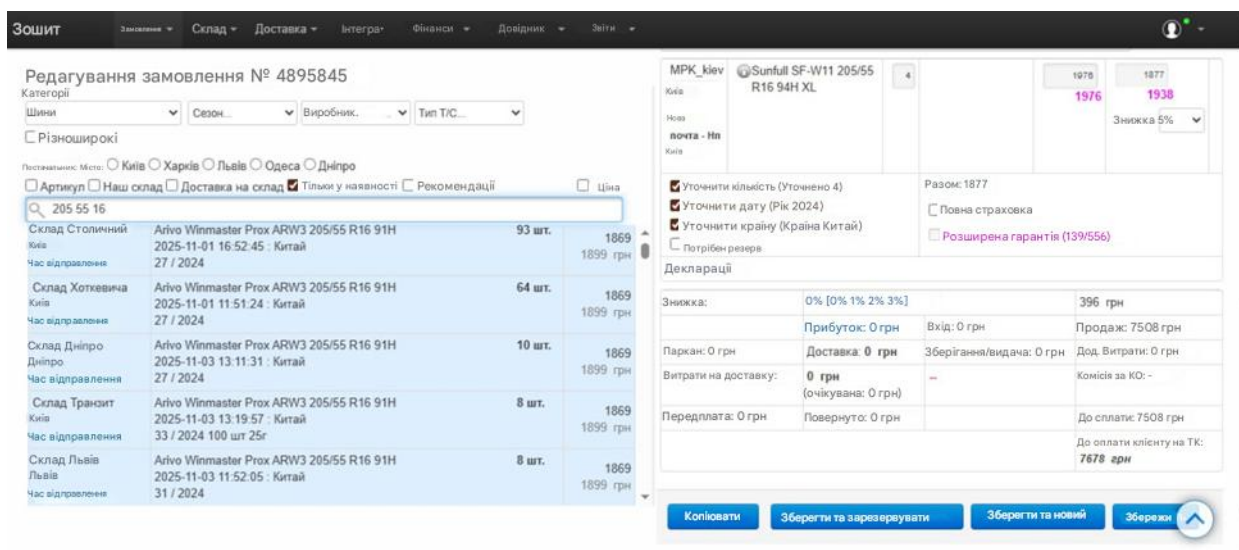 Зошит
Замовлення
Склад
Доставка
Інтегра
Фінанси
Довідник
Звіти
Редагування замовлення № 4895845
Категорії
Шини
Сезон...
Виробник.
Тип Т/С...
Різноширокі
Постачальник: Місто: Київ Харків Львів Одеса Дніпро
Артикул Наш склад Доставка на склад Тільки у наявності Рекомендації Ціна
205 55 16
Склад Столичний Arivo Winmaster Prox ARW3 205/55 R16 91H 93 шт. 1869
Київ 2025-11-01 16:52:45 : Китай 1899 грн
Час відправлення 27 / 2024
Склад Хоткевича Arivo Winmaster Prox ARW3 205/55 R16 91H 64 шт. 1869
Київ 2025-11-01 11:51:24 : Китай 1899 грн
Час відправлення 27 / 2024
Склад Дніпро Arivo Winmaster Prox ARW3 205/55 R16 91H 10 шт. 1869
Дніпро 2025-11-03 13:11:31 : Китай 1899 грн
Час відправлення 27 / 2024
Склад Транзит Arivo Winmaster Prox ARW3 205/55 R16 91H 8 шт. 1869
Київ 2025-11-03 13:19:57 : Китай 1899 грн
Час відправлення 33 / 2024 100 шт 25г
Склад Львів Arivo Winmaster Prox ARW3 205/55 R16 91H 8 шт. 1869
Львів 2025-11-03 11:52:05 : Китай 1899 грн
Час відправлення 31 / 2024
MPK_kiev Sunfull SF-W11 205/55 4 1976 1877
Київ R16 94H XL 1976 1938
Нова
почта - Нп
Київ
Знижка 5%
Уточнити кількість (Уточнено 4) Разом: 1877
Уточнити дату (Рік 2024) Повна страховка
Уточнити країну (Країна Китай) Розширена гарантія (139/556)
Потрібен резерв
Декларації
Знижка: 0% [0% 1% 2% 3%] 396 грн
Прибуток: 0 грн Вхід: 0 грн Продаж: 7508 грн
Паркан: 0 грн Доставка: 0 грн Зберігання/видача: 0 грн Дод. Витрати: 0 грн
Витрати на доставку: 0 грн – Комісія за КО: -
(очікувана: 0 грн)
Передплата: 0 грн Повернуто: 0 грн До сплати: 7508 грн
До оплати клієнту на ТК:
7678 грн
Копіювати
Зберегти та зарезервувати
Зберегти та новий
Збережи